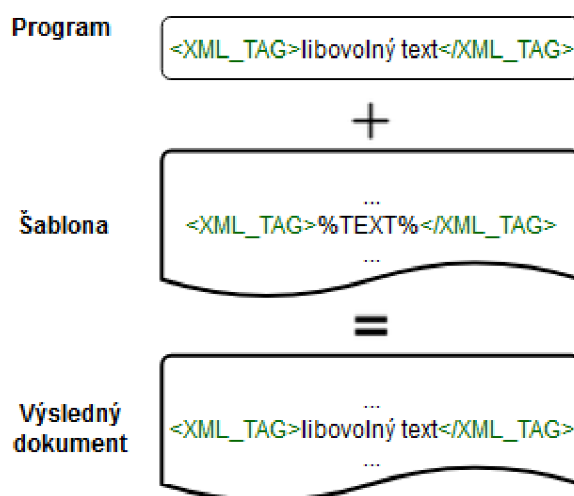 Program
<XML_TAG>libovolný text</XML_TAG>
+
...
Šablona
<XML_TAG>%TEXT%</XML_TAG>
...
=
...
Výsledný
dokument
<XML_TAG>libovolný text</XML_TAG>
...